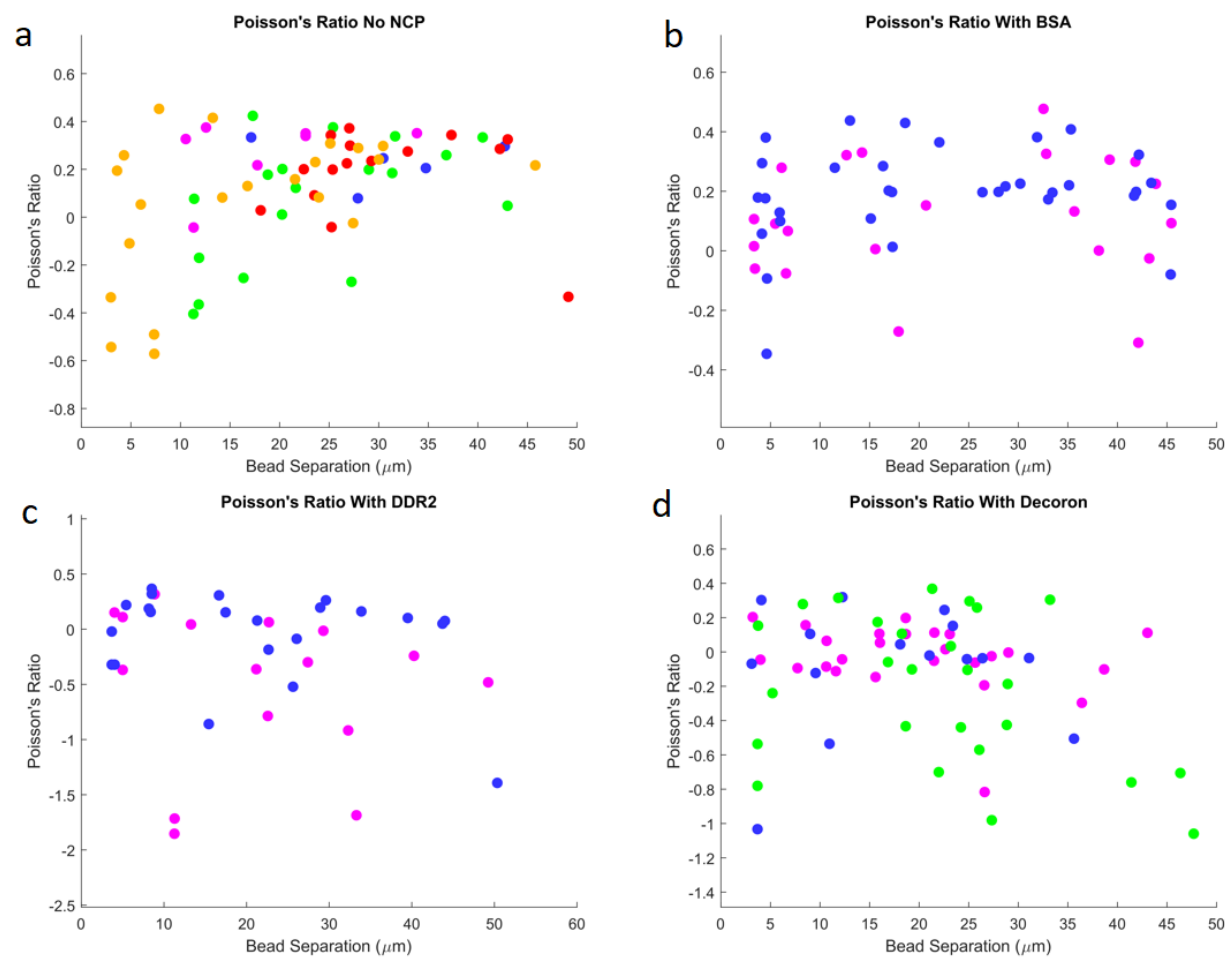 a
Poisson's Ratio No NCP
Poisson's Ratio
0.6
0.4
0.2
0
-0.2
-0.4
-0.6
-0.8
0 5 10 15 20 25 30 35 40 45 50
Bead Separation (μm)
b
Poisson's Ratio With BSA
Poisson's Ratio
0.6
0.4
0.2
0
-0.2
-0.4
0 5 10 15 20 25 30 35 40 45 50
Bead Separation (μm)
c
Poisson's Ratio With DDR2
Poisson's Ratio
1
0.5
0
-0.5
-1
-1.5
-2
-2.5
0 10 20 30 40 50 60
Bead Separation (μm)
d
Poisson's Ratio With Decoron
Poisson's Ratio
0.6
0.4
0.2
0
-0.2
-0.4
-0.6
-0.8
-1
-1.2
-1.4
0 5 10 15 20 25 30 35 40 45 50
Bead Separation (μm)